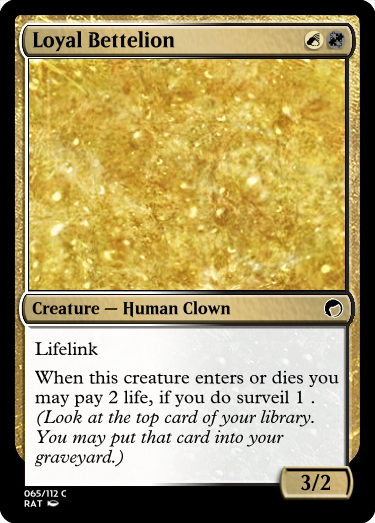 Loyal Bettelion
Creature — Human Clown
Lifelink
When this creature enters or dies you
may pay 2 life, if you do surveil 1 .
(Look at the top card of your library.
You may put that card into your
graveyard.)
3/2
065/112 C
RAT